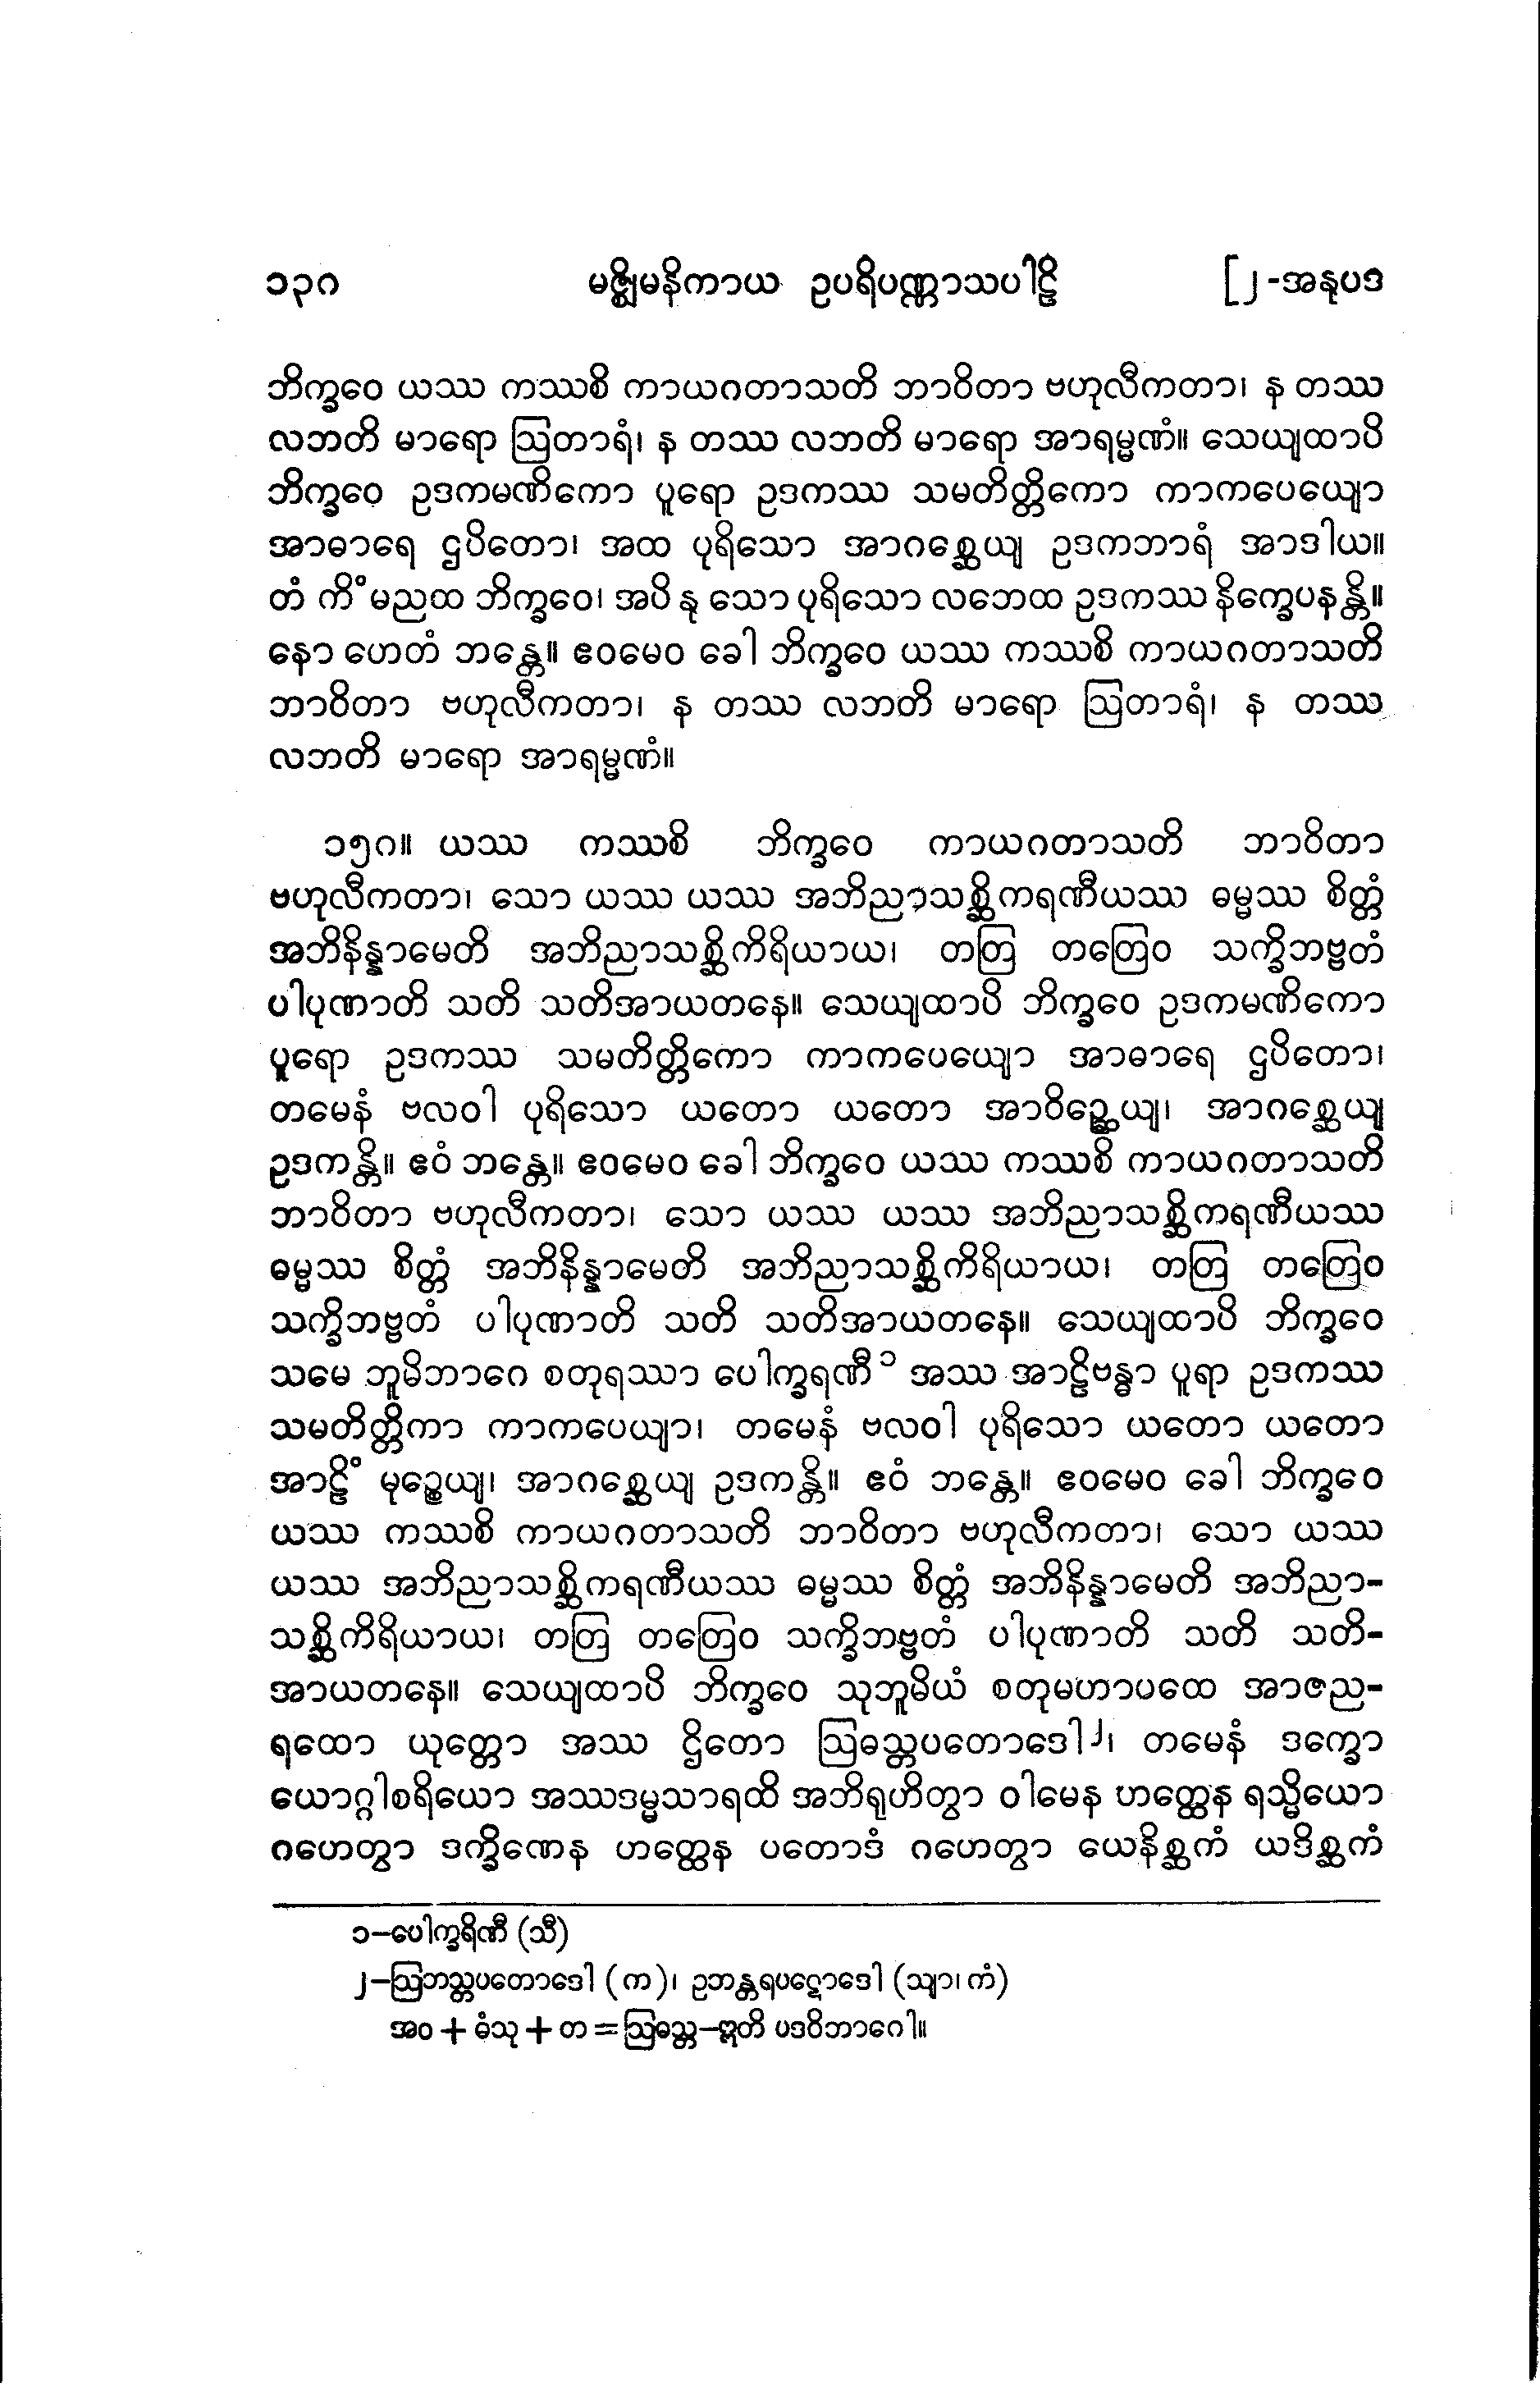 ၁၃ဂ မဇ္ဈိမနိကာယ ဥပရိပဏ္ဏာသပါဠိ [၂-အနုပဒ
ဘိက္ခဝေ ယဿ ကဿစိ ကာယဂတာသတိ ဘာဝိတာ ဗဟုလီကတာ၊ န တဿ
လဘတိ မာရော ဩတာရံ၊ န တဿ လဘတိ မာရော အာရမ္မဏံ။ သေယျထာပိ
ဘိက္ခဝေ ဥဒကမဏိကော ပူရော ဥဒကဿ သမတိတ္တိကော ကာကပေယျော
အာဓာရေ ဌပိတော၊ အထ ပုရိသော အာဂစ္ဆေယျ ဥဒကဘာရံ အာဒါယ။
တံ ကိံ မညထ ဘိက္ခဝေ၊ အပိ နု သော ပုရိသော လဘေထ ဥဒကဿ နိက္ခေပနန္တိ။
နော ဟေတံ ဘန္တေ။ ဧဝမေဝ ခေါ ဘိက္ခဝေ ယဿ ကဿစိ ကာယဂတာသတိ
ဘာဝိတာ ဗဟုလီကတာ၊ န တဿ လဘတိ မာရော ဩတာရံ၊ န တဿ
လဘတိ မာရော အာရမ္မဏံ။
၁၅ဂ။ ယဿ ကဿစိ ဘိက္ခဝေ ကာယဂတာသတိ ဘာဝိတာ
ဗဟုလီကတာ၊ သော ယဿ ယဿ အဘိညာသစ္ဆိကရဏီယဿ ဓမ္မဿ စိတ္တံ
အဘိနိန္နာမေတိ အဘိညာသစ္ဆိကိရိယာယ၊ တတြ တတြေဝ သက္ခိဘဗ္ဗတံ
ပါပုဏာတိ သတိ သတိအာယတနေ။ သေယျထာပိ ဘိက္ခဝေ ဥဒကမဏိကော
ပူရော ဥဒကဿ သမတိတ္တိကော ကာကပေယျော အာဓာရေ ဌပိတော၊
တမေနံ ဗလဝါ ပုရိသော ယတော ယတော အာဝိဉ္ဆေယျ၊ အာဂစ္ဆေယျ
ဥဒကန္တိ။ ဧဝံ ဘန္တေ။ ဧဝမေဝ ခေါ ဘိက္ခဝေ ယဿ ကဿစိ ကာယဂတာသတိ
ဘာဝိတာ ဗဟုလီကတာ၊ သော ယဿ ယဿ အဘိညာသစ္ဆိကရဏီယဿ
ဓမ္မဿ စိတ္တံ အဘိနိန္နာမေတိ အဘိညာသစ္ဆိကိရိယာယ၊ တတြ တတြေဝ
သက္ခိဘဗ္ဗတံ ပါပုဏာတိ သတိ သတိအာယတနေ။ သေယျထာပိ ဘိက္ခဝေ
သမေ ဘူမိဘာဂေ စတုရဿာ ပေါက္ခရဏီ၁ အဿ အာဠိဗန္ဓာ ပူရာ ဥဒကဿ
သမတိတ္တိကာ ကာကပေယျာ၊ တမေနံ ဗလဝါ ပုရိသော ယတော ယတော
အာဠိံ မုဉ္စေယျ၊ အာဂစ္ဆေယျ ဥဒကန္တိ။ ဧဝံ ဘန္တေ။ ဧဝမေဝ ခေါ ဘိက္ခဝေ
ယဿ ကဿစိ ကာယဂတာသတိ ဘာဝိတာ ဗဟုလီကတာ၊ သော ယဿ
ယဿ အဘိညာသစ္ဆိကရဏီယဿ ဓမ္မဿ စိတ္တံ အဘိနိန္နာမေတိ အဘိညာ-
သစ္ဆိကိရိယာယ၊ တတြ တတြေဝ သက္ခိဘဗ္ဗတံ ပါပုဏာတိ သတိ သတိ-
အာယတနေ။ သေယျထာပိ ဘိက္ခဝေ သုဘူမိယံ စတုမဟာပထေ အာဇည-
ရထော ယုတ္တော အဿ ဌိတော ဩဓသ္တပတောဒေါ၂၊ တမေနံ ဒက္ခော
ယောဂ္ဂါစရိယော အဿဒမ္မသာရထိ အဘိရုဟိတွာ ဝါမေန ဟတ္ထေန ရသ္မိယော
ဂဟေတွာ ဒက္ခိဏေန ဟတ္ထေန ပတောဒံ ဂဟေတွာ ယေနိစ္ဆကံ ယဒိစ္ဆကံ
၁-ပေါက္ခရိဏီ (သီ)
၂-ဩဘသ္တပတောဒေါ (က)၊ ဥဘန္တရပဋောဒေါ (သျာ၊ ကံ)
အဝ + ဓံသု + တ = ဩဓသ္တ-ဣတိ ပဒဝိဘာဂေါ။